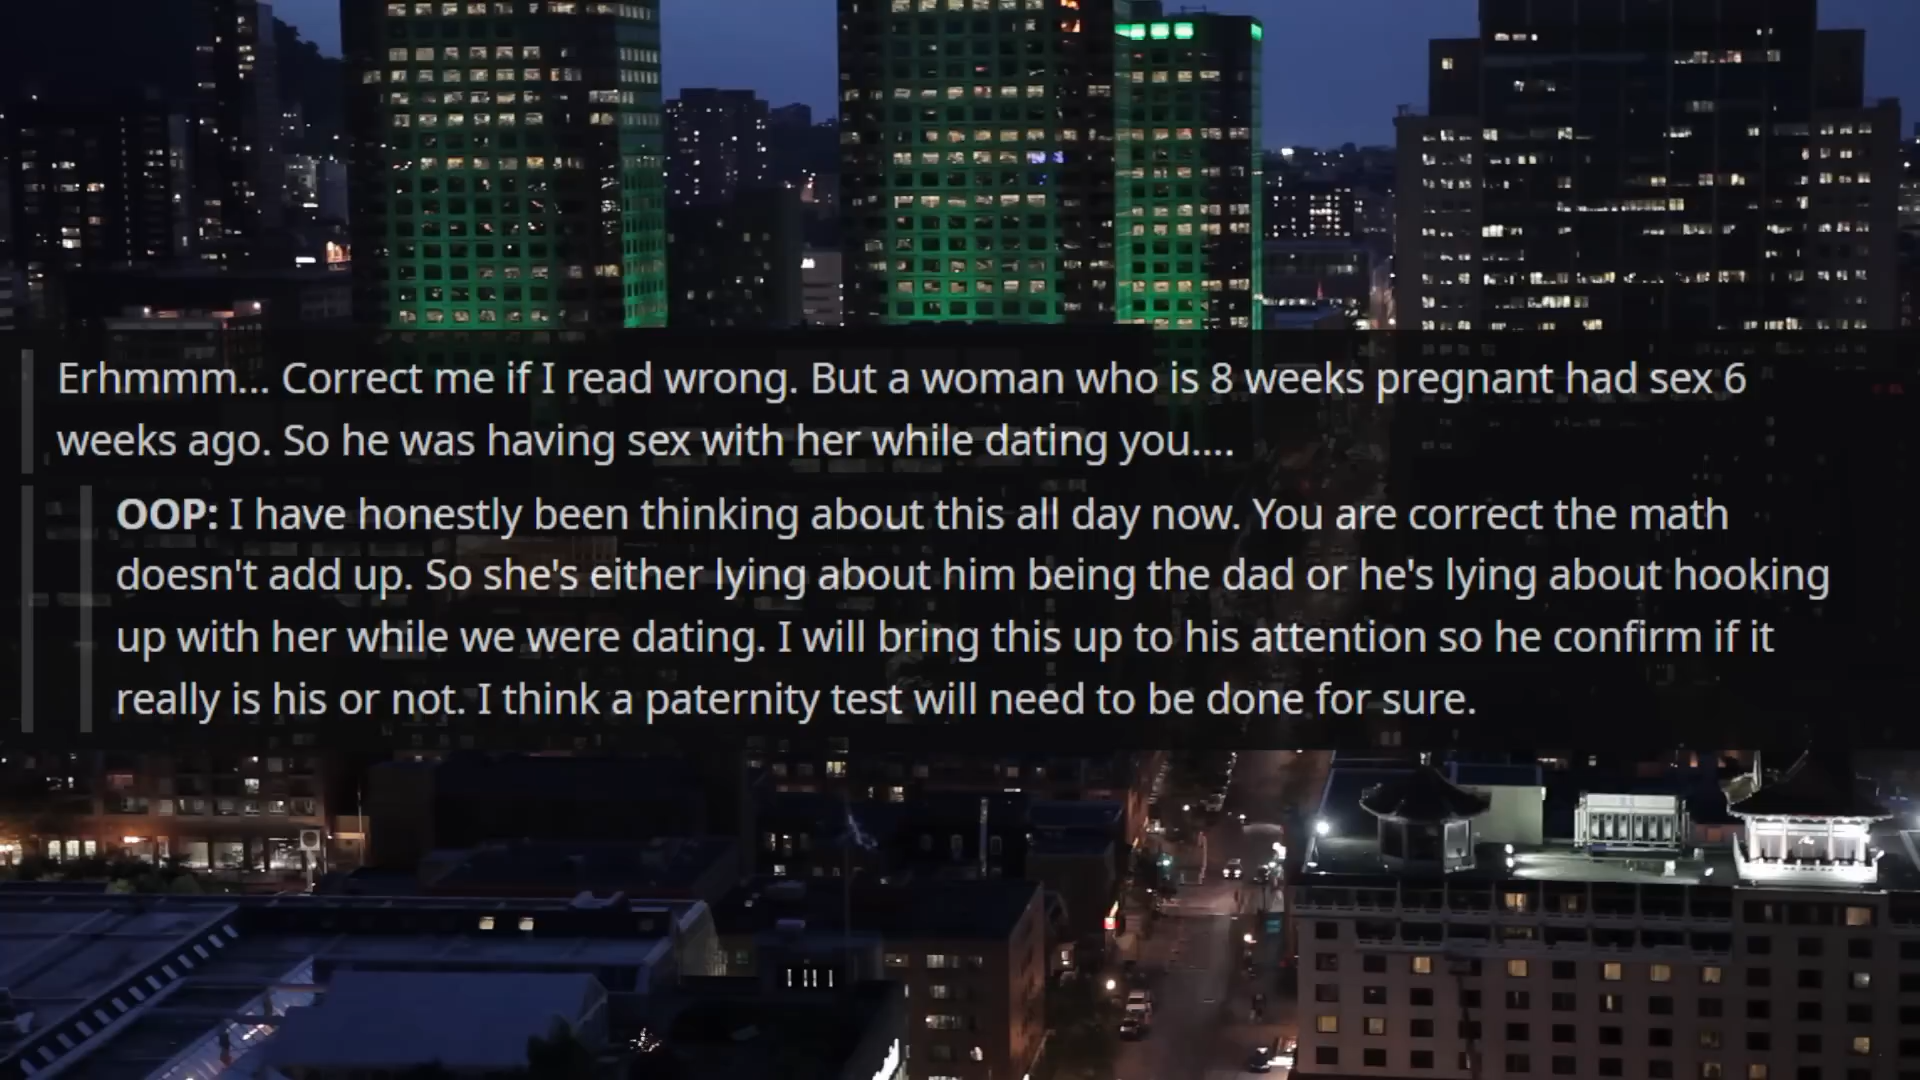 Erhmmm... Correct me if I read wrong. But a woman who is 8 weeks pregnant had sex 6
weeks ago. So he was having sex with her while dating you....
OOP: I have honestly been thinking about this all day now. You are correct the math
doesn't add up. So she's either lying about him being the dad or he's lying about hooking
up with her while we were dating. I will bring this up to his attention so he confirm if it
really is his or not. I think a paternity test will need to be done for sure.